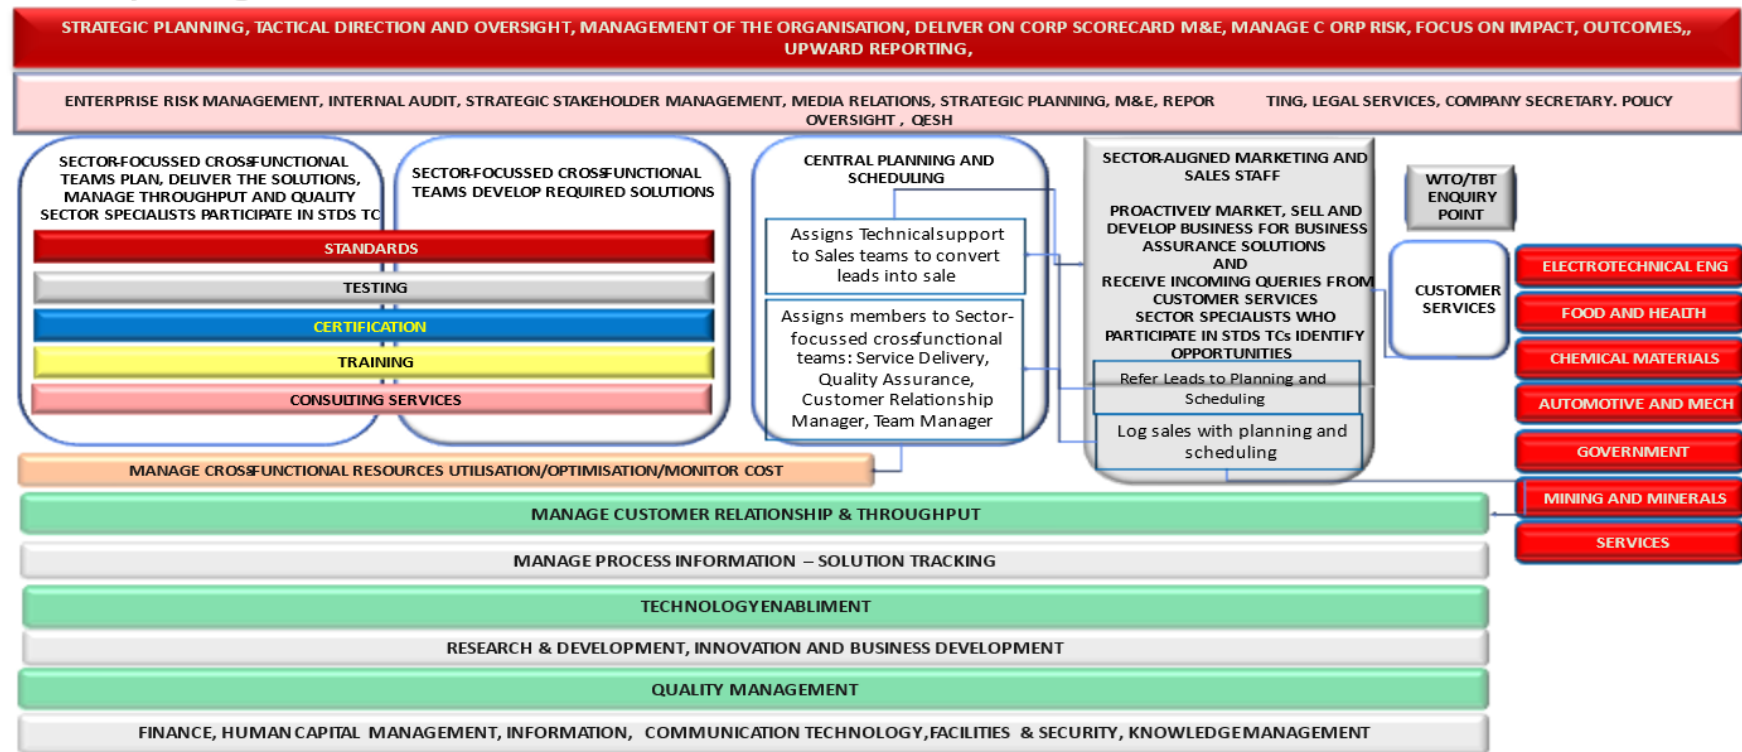 STRATEGIC PLANNING, TACTICAL DIRECTION AND OVERSIGHT, MANAGEMENT OF THE ORGANISATION, DELIVER ON CORP SCORECARD M&E, MANAGE C ORP RISK, FOCUS ON IMPACT, OUTCOMES,,
UPWARD REPORTING,
ENTERPRISE RISK MANAGEMENT, INTERNAL AUDIT, STRATEGIC STAKEHOLDER MANAGEMENT, MEDIA RELATIONS, STRATEGIC PLANNING, M&E, REPOR TING, LEGAL SERVICES, COMPANY SECRETARY. POLICY
OVERSIGHT , QESH
SECTOR-FOCUSSED CROSS-FUNCTIONAL
TEAMS PLAN, DELIVER THE SOLUTIONS,
MANAGE THROUGHPUT AND QUALITY
SECTOR SPECIALISTS PARTICIPATE IN STDS TC
SECTOR-FOCUSSED CROSS-FUNCTIONAL
TEAMS DEVELOP REQUIRED SOLUTIONS
STANDARDS
TESTING
CERTIFICATION
TRAINING
CONSULTING SERVICES
CENTRAL PLANNING AND
SCHEDULING
Assigns Technical support
to Sales teams to convert
leads into sale
Assigns members to Sector-
focussed cross-functional
teams: Service Delivery,
Quality Assurance,
Customer Relationship
Manager, Team Manager
SECTOR-ALIGNED MARKETING AND
SALES STAFF
PROACTIVELY MARKET, SELL AND
DEVELOP BUSINESS FOR BUSINESS
ASSURANCE SOLUTIONS
AND
RECEIVE INCOMING QUERIES FROM
CUSTOMER SERVICES
SECTOR SPECIALISTS WHO
PARTICIPATE IN STDS TCs IDENTIFY
OPPORTUNITIES
Refer Leads to Planning and
Scheduling
Log sales with planning and
scheduling
WTO/TBT
ENQUIRY
POINT
CUSTOMER
SERVICES
ELECTROTECHNICAL ENG
FOOD AND HEALTH
CHEMICAL MATERIALS
AUTOMOTIVE AND MECH
GOVERNMENT
MINING AND MINERALS
SERVICES
MANAGE CROSS-FUNCTIONAL RESOURCES UTILISATION/OPTIMISATION/MONITOR COST
MANAGE CUSTOMER RELATIONSHIP & THROUGHPUT
MANAGE PROCESS INFORMATION – SOLUTION TRACKING
TECHNOLOGY ENABLIMENT
RESEARCH & DEVELOPMENT, INNOVATION AND BUSINESS DEVELOPMENT
QUALITY MANAGEMENT
FINANCE, HUMAN CAPITAL MANAGEMENT, INFORMATION, COMMUNICATION TECHNOLOGY, FACILITIES & SECURITY, KNOWLEDGE MANAGEMENT